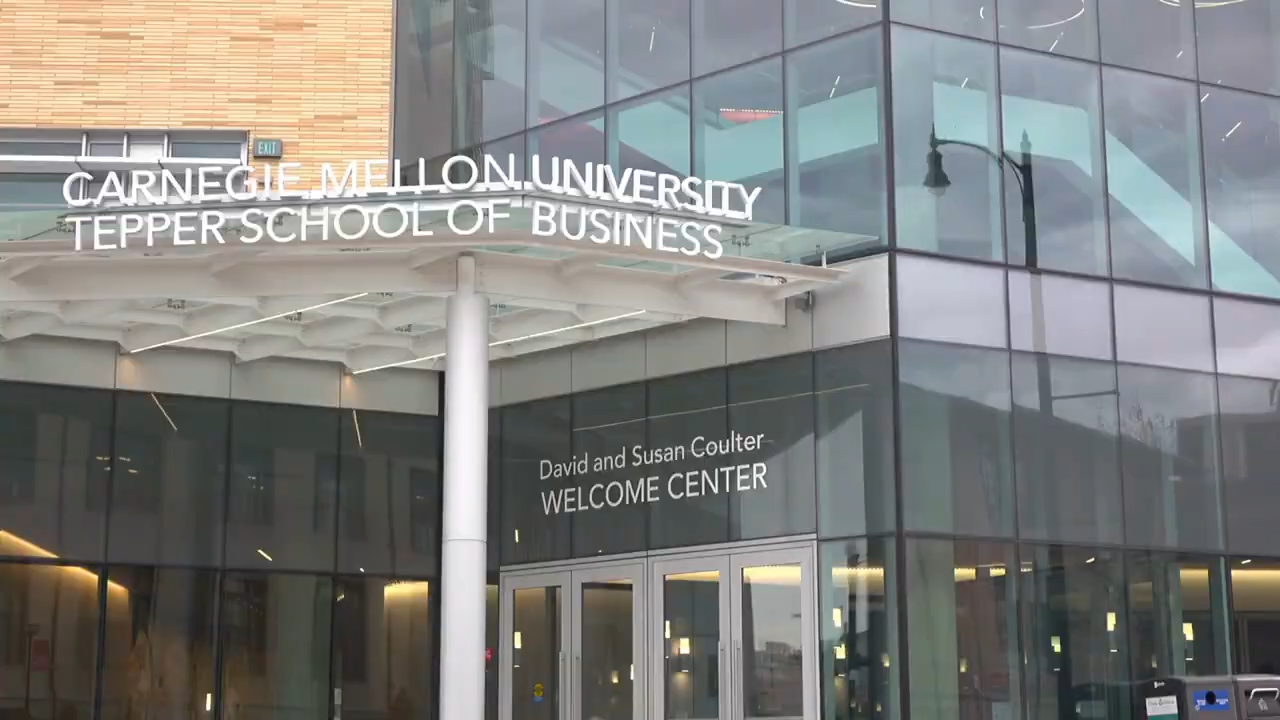 EXIT
CARNEGIE MELLON UNIVERSITY
TEPPER SCHOOL OF BUSINESS
David and Susan Coulter
WELCOME CENTER